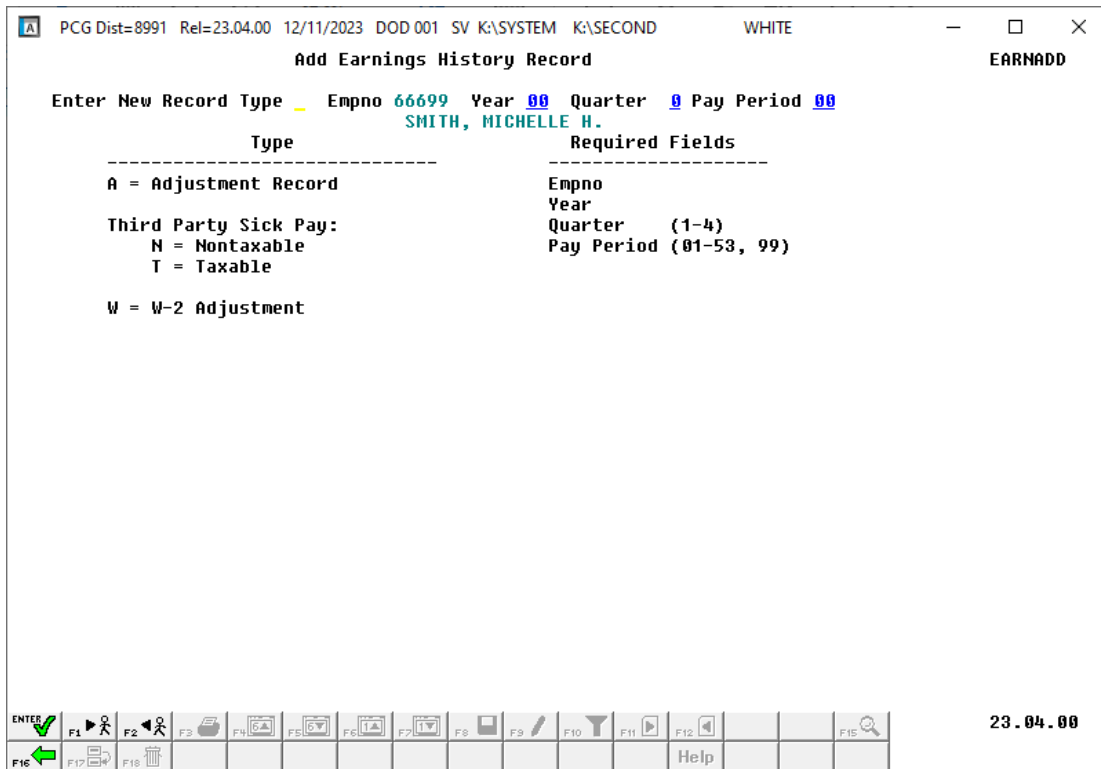 PCG Dist=8991 Rel=23.04.00 12/11/2023 DOD 001 SV K:\SYSTEM K:\SECOND WHITE
Add Earnings History Record EARNADD
Enter New Record Type _ Empno 66699 Year 00 Quarter 0 Pay Period 00
SMITH, MICHELLE H.
Type Required Fields
------------------------------ --------------------
A = Adjustment Record Empno
Year
Third Party Sick Pay: Quarter (1-4)
N = Nontaxable Pay Period (01-53, 99)
T = Taxable
W = W-2 Adjustment
ENTER F1 F2 F3 F4 6 F5 6 F6 1 F7 1 F8 F9 F10 F11 F12 F15 23.04.00
F16 F17 F18 Help